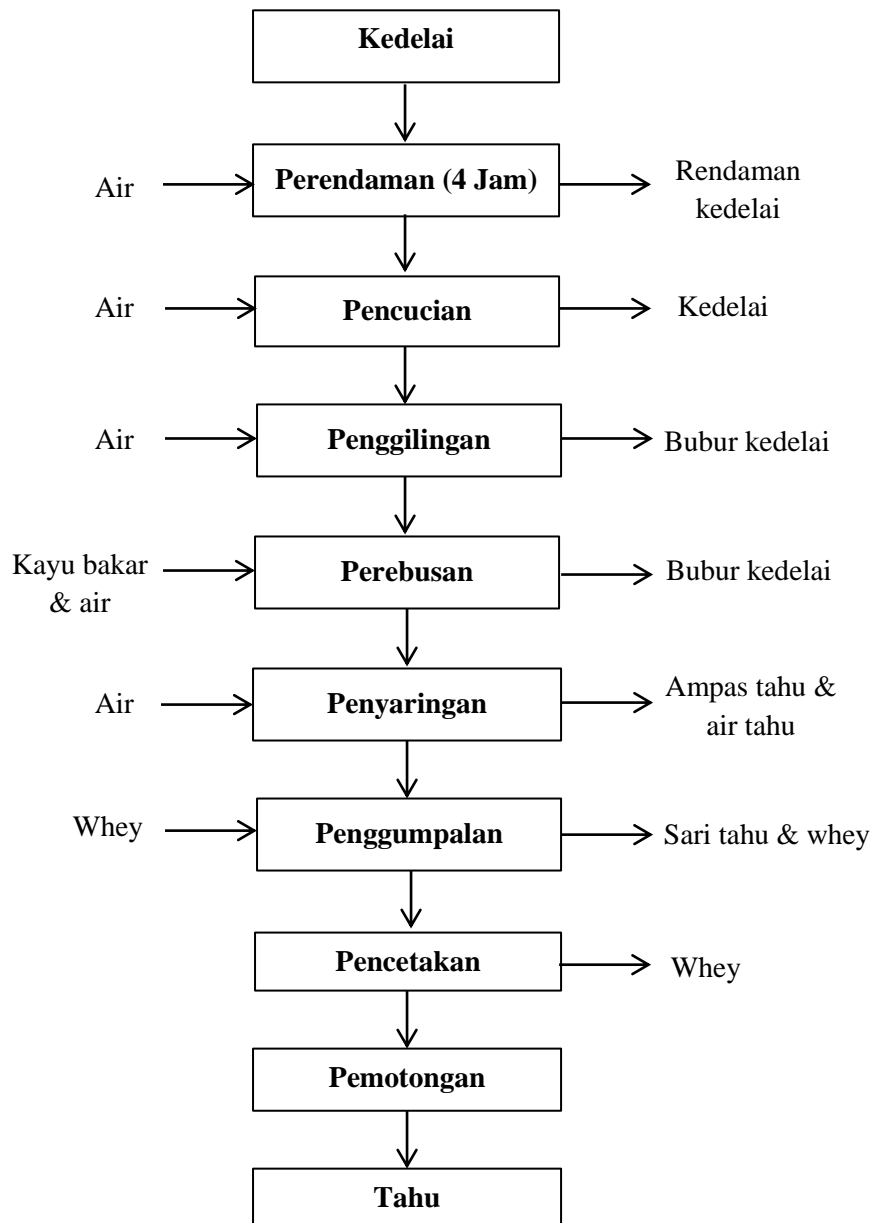 Kedelai
Air
Perendaman (4 Jam)
Rendaman
kedelai
Air
Pencucian
Kedelai
Air
Penggilingan
Bubur kedelai
Kayu bakar
& air
Perebusan
Bubur kedelai
Air
Penyaringan
Ampas tahu &
air tahu
Whey
Penggumpalan
Sari tahu & whey
Pencetakan
Whey
Pemotongan
Tahu